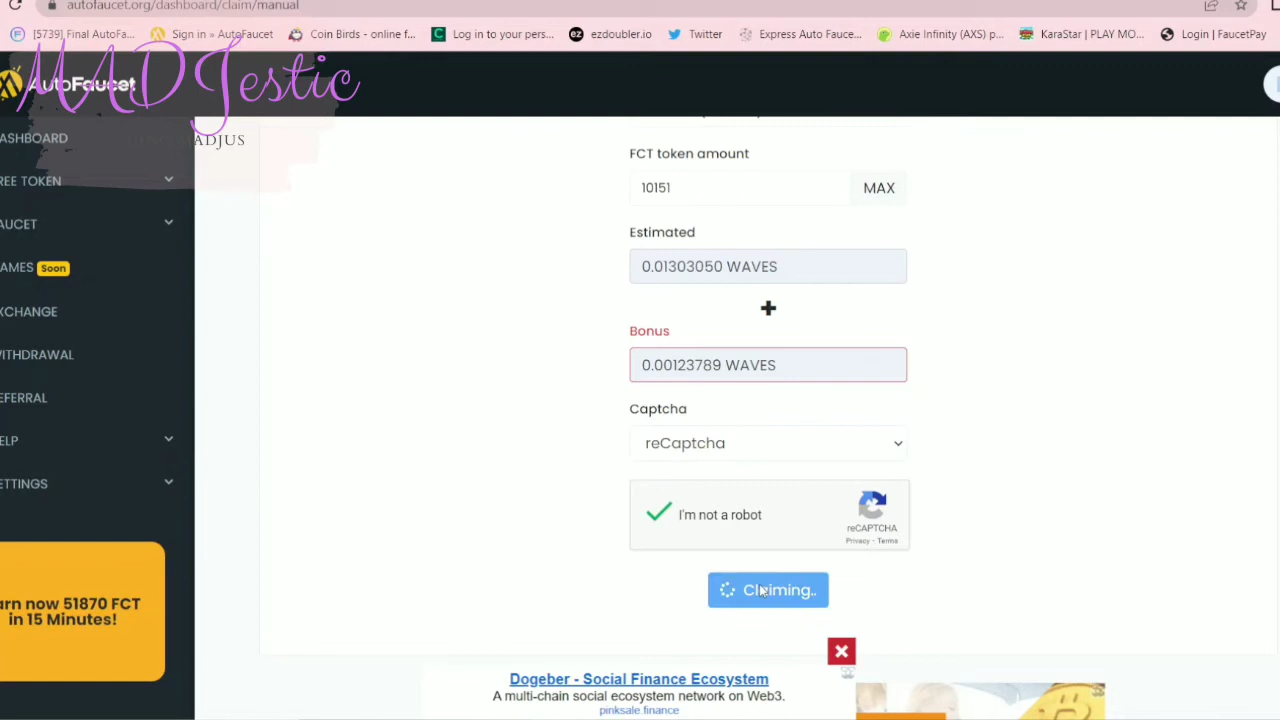 autofaucet.org/dashboard/claim/manual
[5739] Final AutoFa... Sign in » AutoFaucet Coin Birds - online f... Log in to your pers... ezdoubler.io Twitter Express Auto Fauce... Axie Infinity (AXS) p... KaraStar | PLAY MO... Login | FaucetPay
MADJestic
AutoFaucet
ADJUS
ASHBOARD
REE TOKEN
AUCET
AMES Soon
XCHANGE
ITHDRAWAL
EFERRAL
ELP
ETTINGS
arn now 51870 FCT
in 15 Minutes!
FCT token amount
10151 MAX
Estimated
0.01303050 WAVES
+
Bonus
0.00123789 WAVES
Captcha
reCaptcha
I'm not a robot
reCAPTCHA
Privacy - Terms
Claiming..
Dogeber - Social Finance Ecosystem
A multi-chain social ecosystem network on Web3.
pinksale.finance